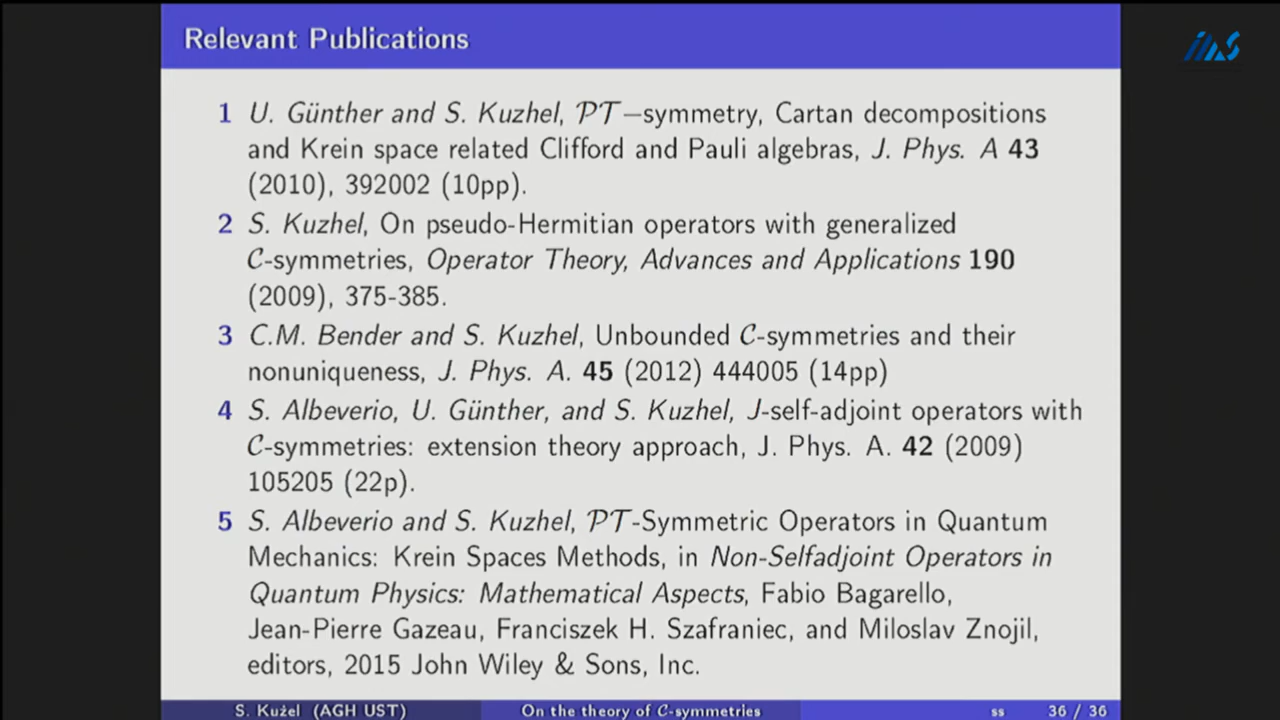 Relevant Publications
IMS
1 U. Günther and S. Kuzhel, PT−symmetry, Cartan decompositions
and Krein space related Clifford and Pauli algebras, J. Phys. A 43
(2010), 392002 (10pp).
2 S. Kuzhel, On pseudo-Hermitian operators with generalized
C-symmetries, Operator Theory, Advances and Applications 190
(2009), 375-385.
3 C.M. Bender and S. Kuzhel, Unbounded C-symmetries and their
nonuniqueness, J. Phys. A. 45 (2012) 444005 (14pp)
4 S. Albeverio, U. Günther, and S. Kuzhel, J-self-adjoint operators with
C-symmetries: extension theory approach, J. Phys. A. 42 (2009)
105205 (22p).
5 S. Albeverio and S. Kuzhel, PT-Symmetric Operators in Quantum
Mechanics: Krein Spaces Methods, in Non-Selfadjoint Operators in
Quantum Physics: Mathematical Aspects, Fabio Bagarello,
Jean-Pierre Gazeau, Franciszek H. Szafraniec, and Miloslav Znojil,
editors, 2015 John Wiley & Sons, Inc.
S. Kużel (AGH UST) On the theory of C-symmetries ss 36 / 36